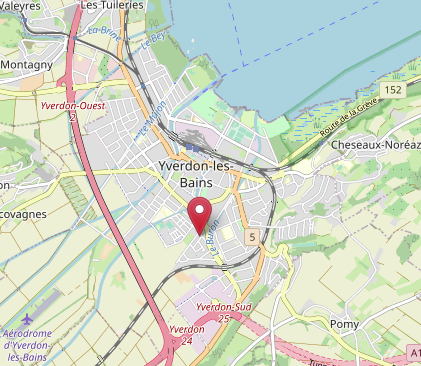 Valeyres
Les Tuileries
La Brine
Le Bey
Montagny
Yverdon-Ouest
2
Le Mujon
152
Route de la Grève
Cheseaux-Noréaz
Yverdon-les-
Bains
covagnes
Le Buron
5
Yverdon-Sud
25
Yverdon
24
Pomy
Aérodrome
d'Yverdon-
les-Bains
A1